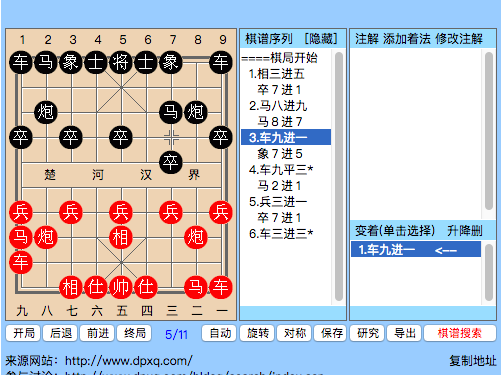 棋谱序列 [隐藏]
注解 添加着法 修改注解
1 2 3 4 5 6 7 8 9
车 马 象 士 将 士 象 车
炮 马 炮
卒 卒 卒 卒
卒
楚 河 汉 界
兵 兵 兵 兵 兵
马 炮 相 炮
车
相 仕 帅 仕 马 车
九 八 七 六 五 四 三 二 一
====棋局开始
1.相三进五
卒7进1
2.马八进九
马8进7
3.车九进一
象7进5
4.车九平三*
马2进1
5.兵三进一
卒7进1
6.车三进三*
变着(单击选择) 升降删
1.车九进一 <--
开局 后退 前进 终局 5/11 自动 旋转 对称 保存 研究 导出 棋谱搜索
来源网站: http://www.dpxq.com/
复制地址